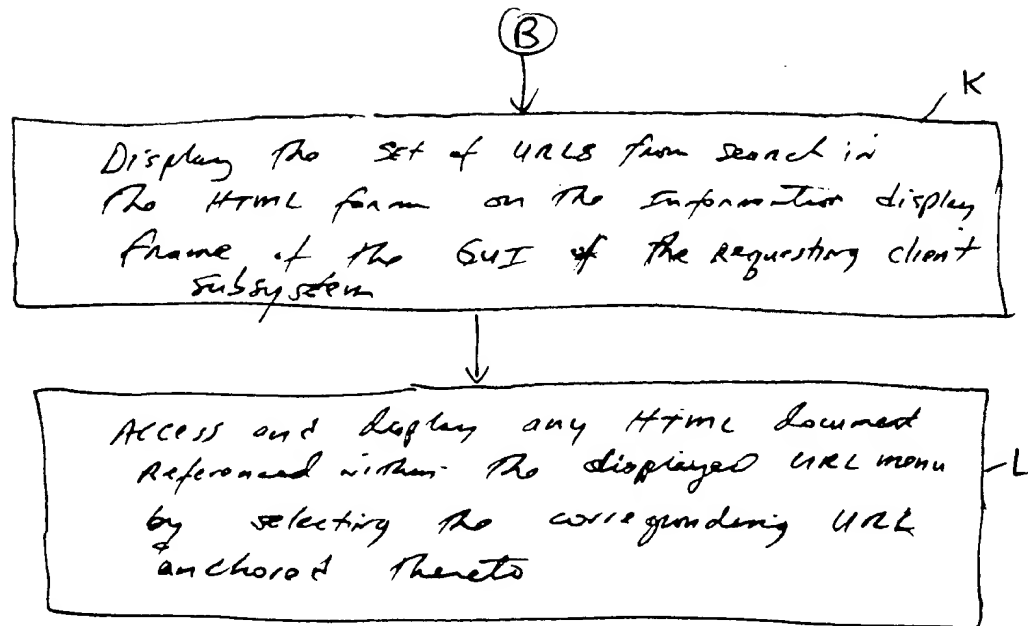 B
K
Display the set of URLs from search in
the HTML form on the Information display
frame of the GUI of the Requesting client
subsystem
Access and display any HTML document
Referenced within the displayed URL menu
L
by selecting the corresponding URL
anchored thereto